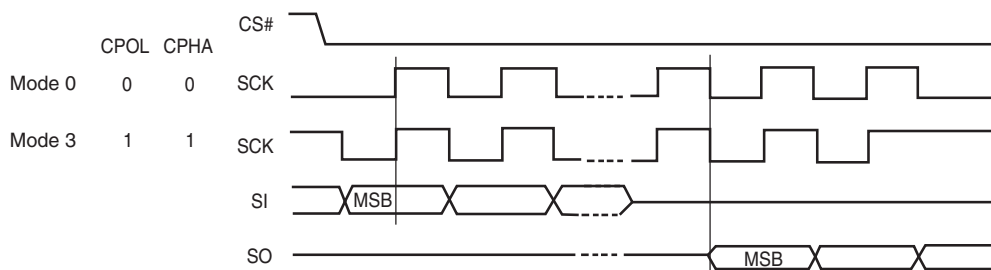 CS#
CPOL CPHA
Mode 0 0 0 SCK
Mode 3 1 1 SCK
SI MSB
SO MSB